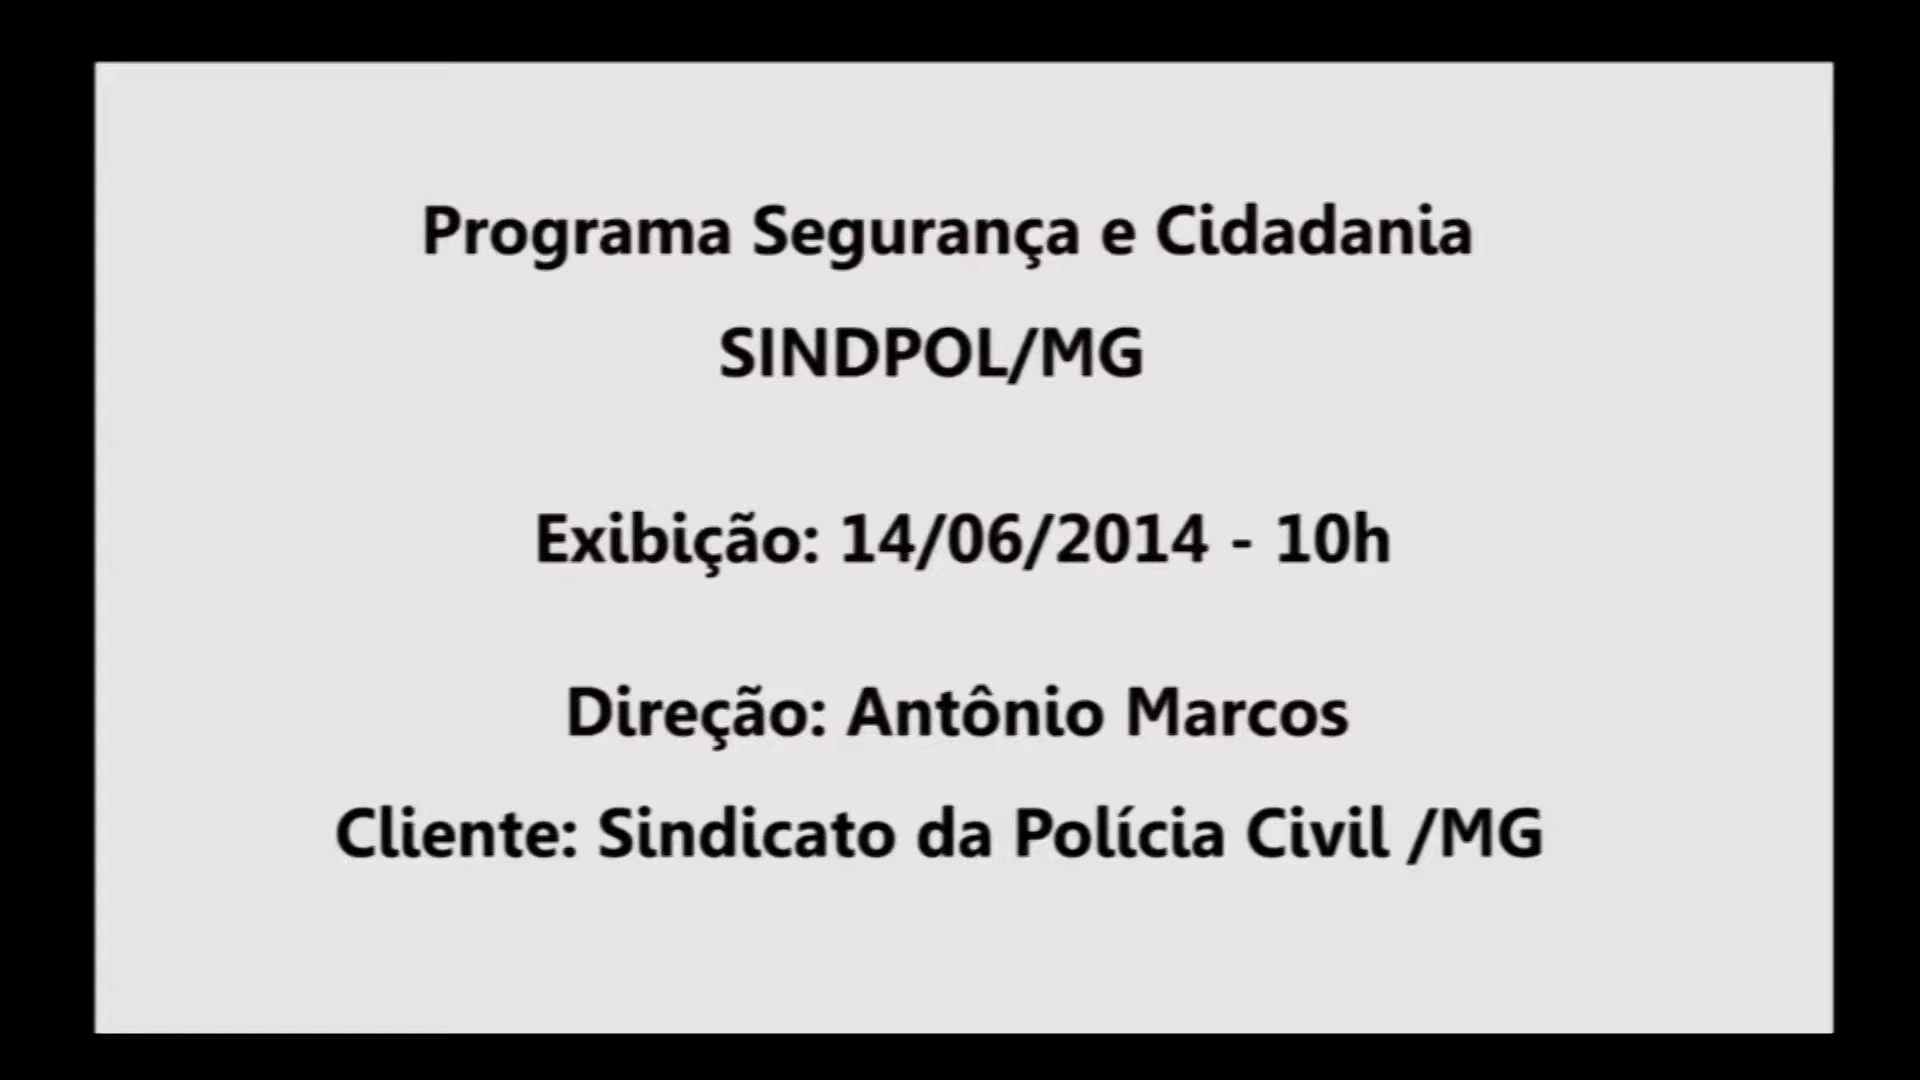 Programa Segurança e Cidadania
SINDPOL/MG
Exibição: 14/06/2014 - 10h
Direção: Antônio Marcos
Cliente: Sindicato da Polícia Civil /MG